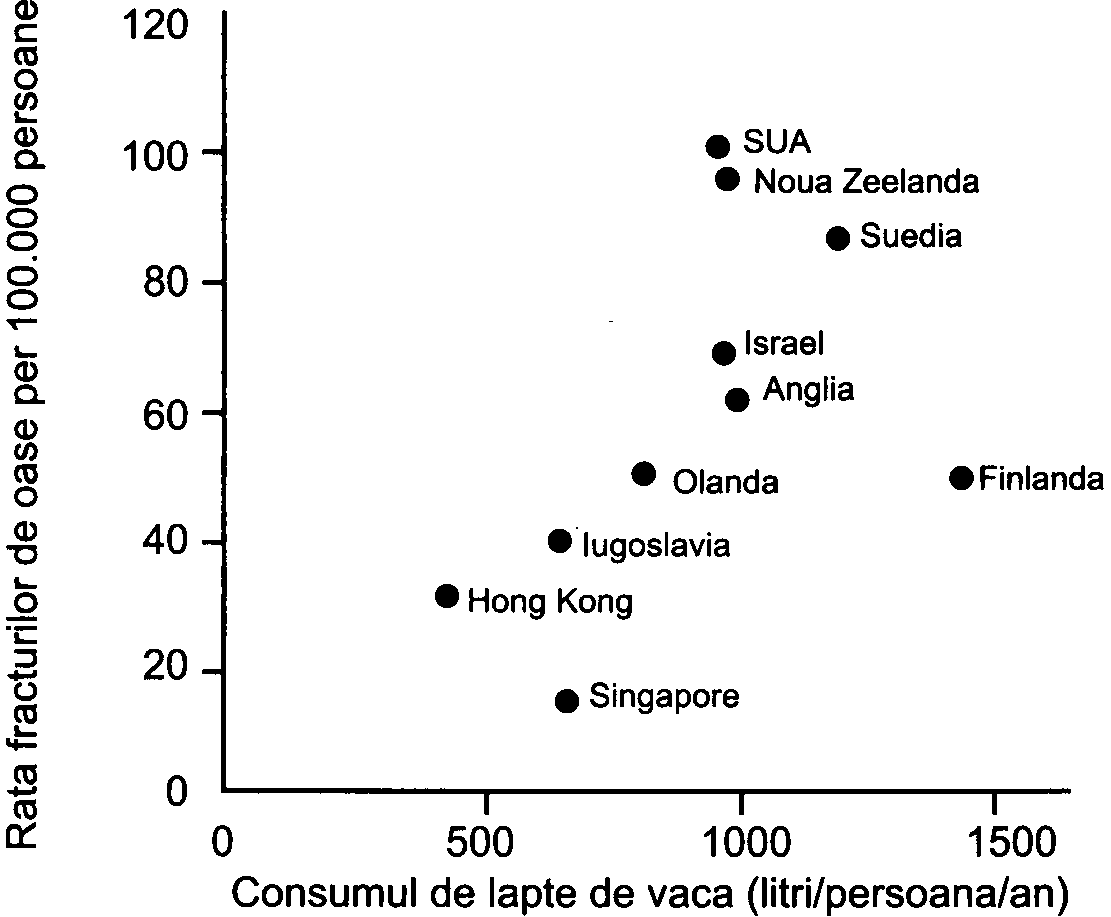 Rata fracturilor de oase per 100.000 persoane
120
100
80
60
40
20
0
SUA
Noua Zeelanda
Suedia
Israel
Anglia
Olanda
Finlanda
Iugoslavia
Hong Kong
Singapore
0 500 1000 1500
Consumul de lapte de vaca (litri/persoana/an)